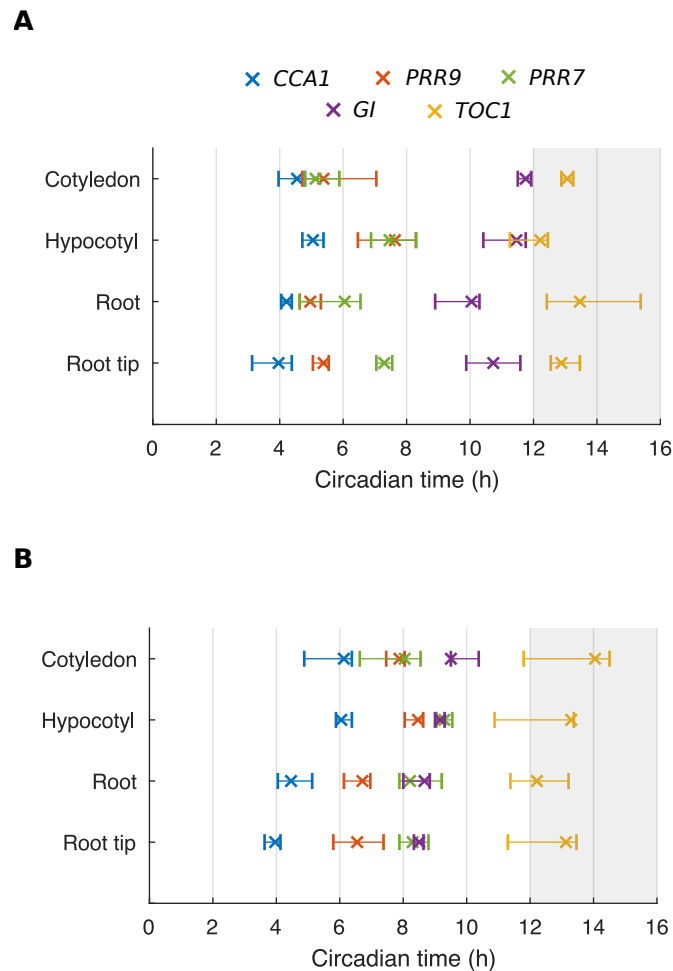 A
CCA1 PRR9 PRR7
GI TOC1
Cotyledon
Hypocotyl
Root
Root tip
0 2 4 6 8 10 12 14 16
Circadian time (h)
B
Cotyledon
Hypocotyl
Root
Root tip
0 2 4 6 8 10 12 14 16
Circadian time (h)